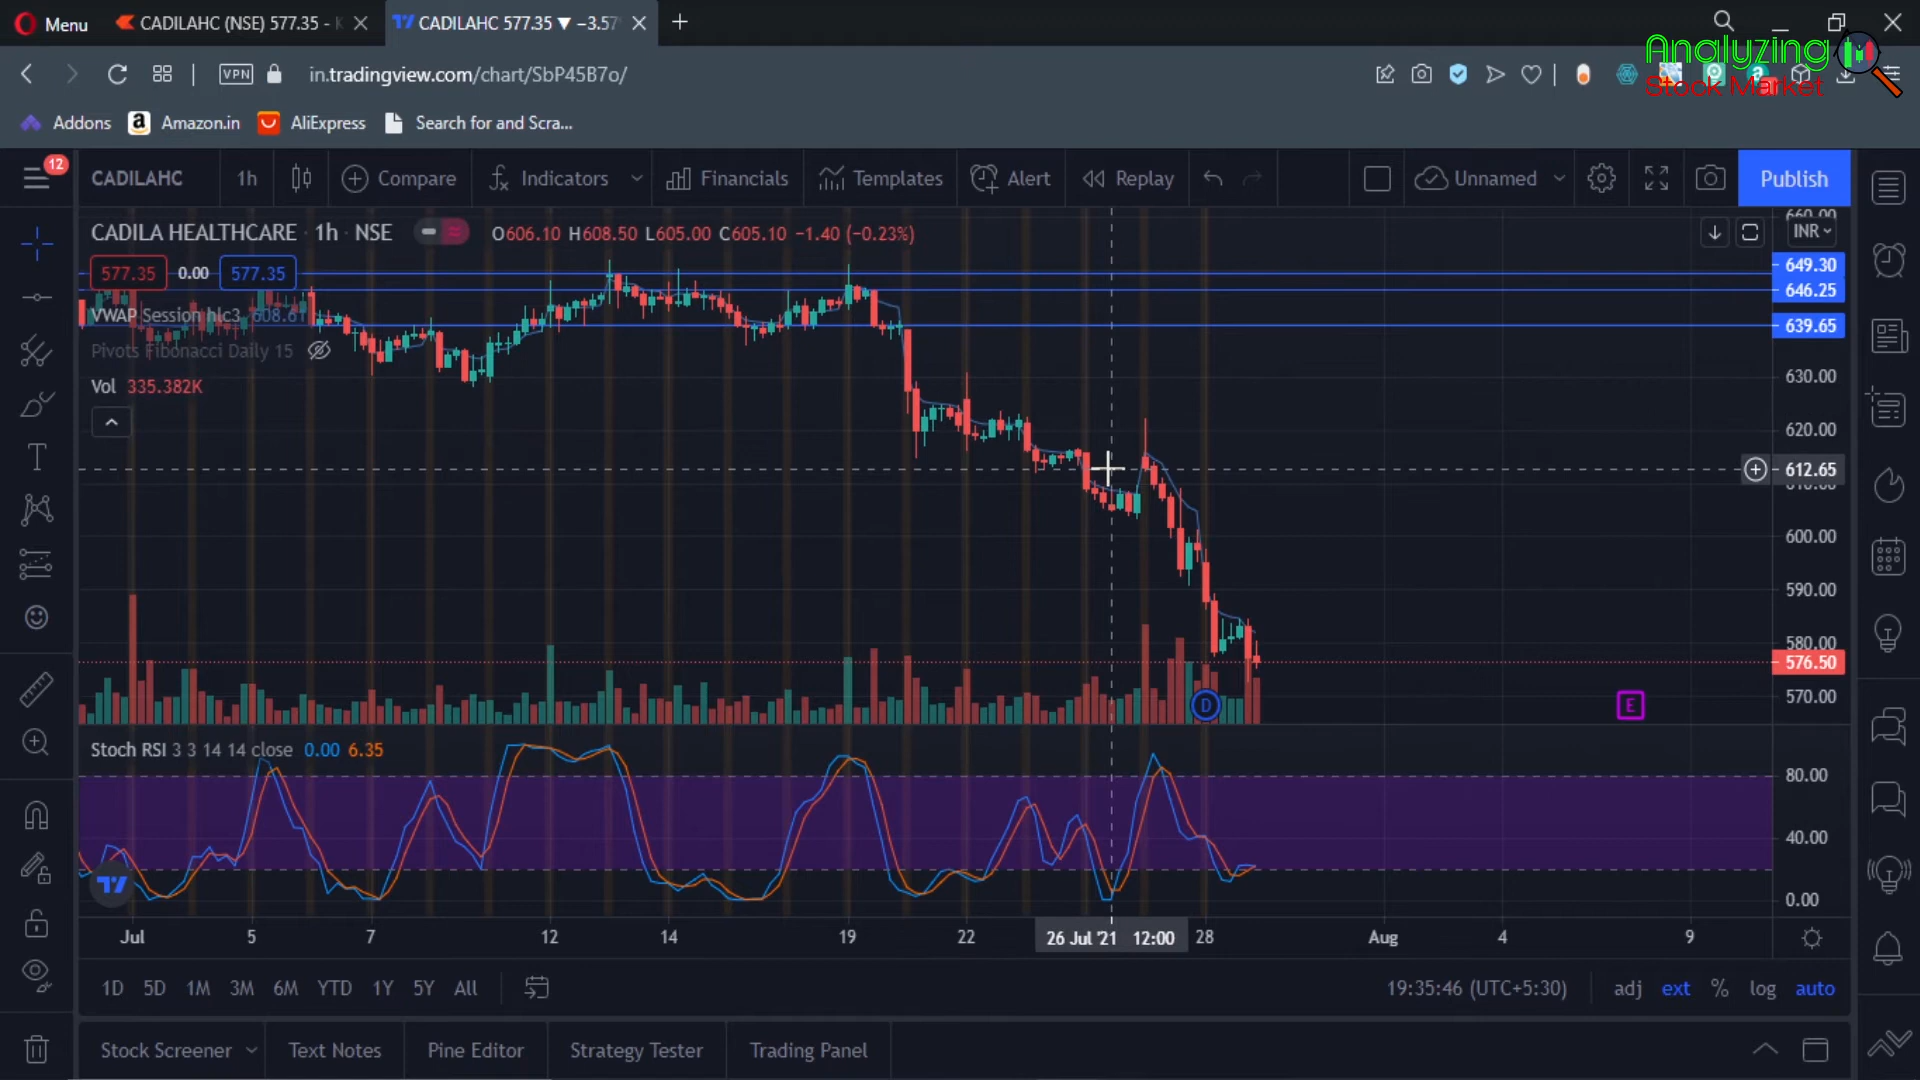 Menu
CADILAHC (NSE) 577.35 - K
CADILAHC 577.35 ▼ −3.57%
Analyzing
Stock Market
VPN
in.tradingview.com/chart/SbP45B7o/
Addons
Amazon.in
AliExpress
Search for and Scra...
12
CADILAHC
1h
Compare
Indicators
Financials
Templates
Alert
Replay
Unnamed
Publish
CADILA HEALTHCARE · 1h · NSE
O606.10 H608.50 L605.00 C605.10 −1.40 (−0.23%)
577.35 0.00 577.35
VWAP Session hlc3 608.61
Pivots Fibonacci Daily 15
Vol 335.382K
660.00
INR
649.30
646.25
639.65
630.00
620.00
612.65
610.00
600.00
590.00
580.00
576.50
570.00
D
E
Stoch RSI 3 3 14 14 close 0.00 6.35
80.00
40.00
0.00
Jul 5 7 12 14 19 22 26 Jul '21 12:00 28 Aug 4 9
1D 5D 1M 3M 6M YTD 1Y 5Y All
19:35:46 (UTC+5:30)
adj ext % log auto
Stock Screener
Text Notes
Pine Editor
Strategy Tester
Trading Panel